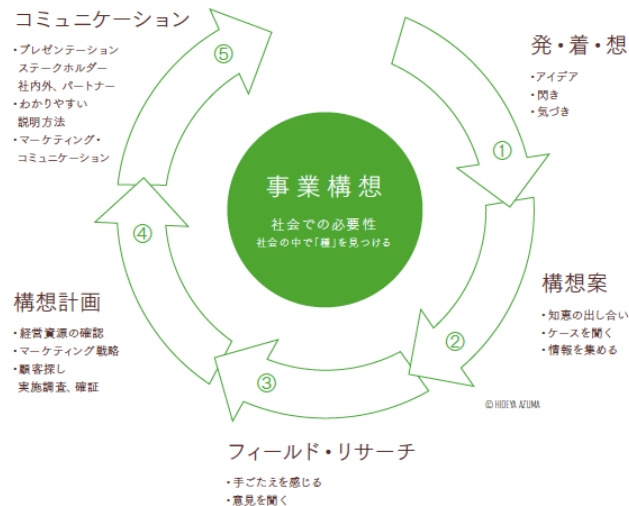 コミュニケーション
・プレゼンテーション
ステークホルダー
社内外、パートナー
・わかりやすい
説明方法
・マーケティング・
コミュニケーション
⑤
発・着・想
・アイデア
・閃き
・気づき
①
事業構想
社会での必要性
社会の中で「種」を見つける
④
構想案
・知恵の出し合い
・ケースを聞く
・情報を集める
②
構想計画
・経営資源の確認
・マーケティング戦略
・顧客探し
実施調査、確証
③
© HIDEYA AZUMA
フィールド・リサーチ
・手ごたえを感じる
・意見を聞く